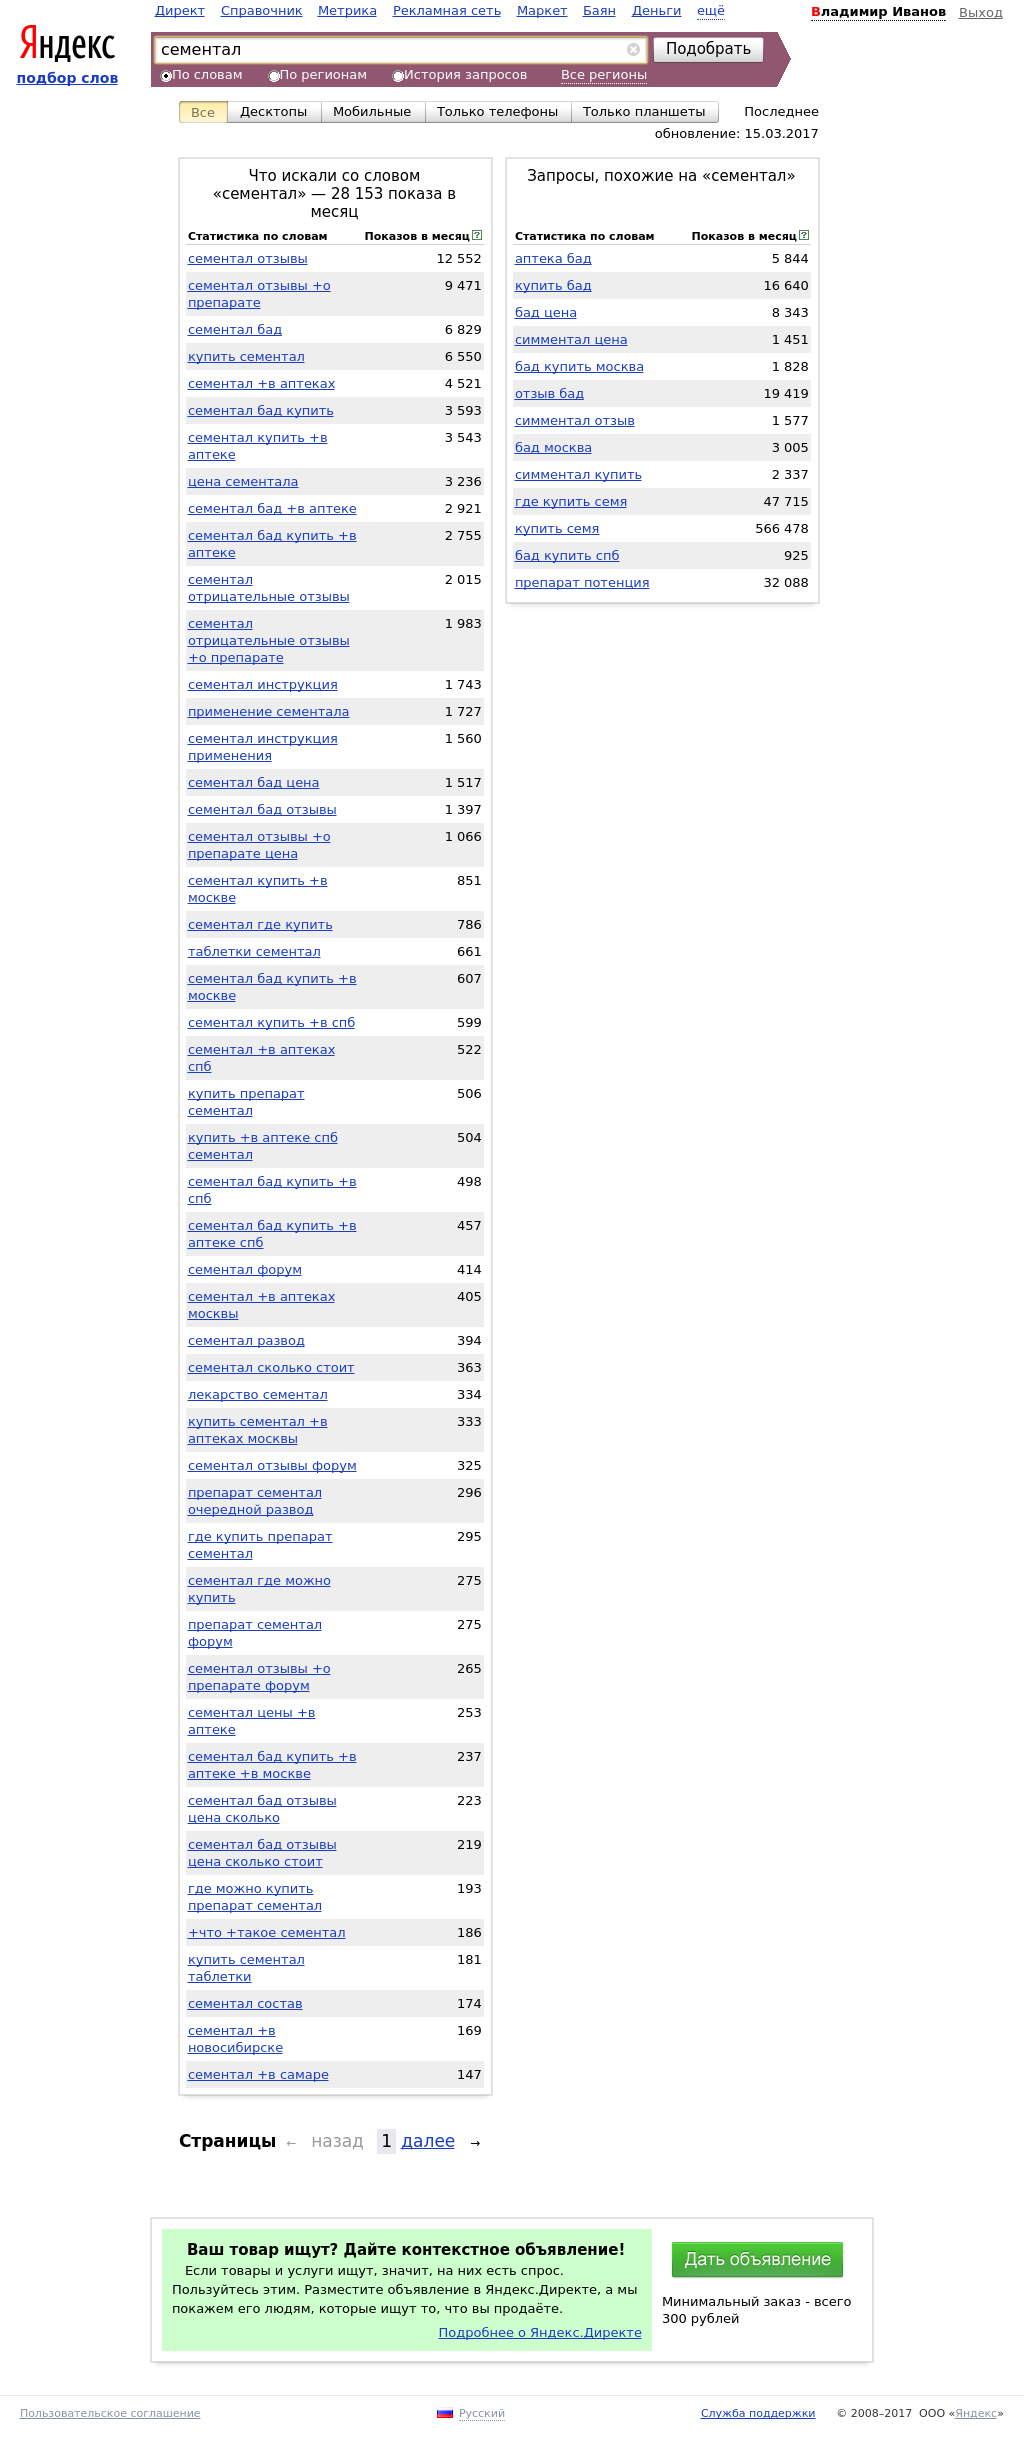 Директ Справочник Метрика Рекламная сеть Маркет Баян Деньги ещё Владимир Иванов Выход
Яндекс
подбор слов
сементал Подобрать
По словам По регионам История запросов Все регионы
Все Десктопы Мобильные Только телефоны Только планшеты Последнее
обновление: 15.03.2017
Что искали со словом
«сементал» — 28 153 показа в
месяц
Статистика по словам Показов в месяц ?
сементал отзывы 12 552
сементал отзывы +о 9 471
препарате
сементал бад 6 829
купить сементал 6 550
сементал +в аптеках 4 521
сементал бад купить 3 593
сементал купить +в 3 543
аптеке
цена сементала 3 236
сементал бад +в аптеке 2 921
сементал бад купить +в 2 755
аптеке
сементал 2 015
отрицательные отзывы
сементал 1 983
отрицательные отзывы
+о препарате
сементал инструкция 1 743
применение сементала 1 727
сементал инструкция 1 560
применения
сементал бад цена 1 517
сементал бад отзывы 1 397
сементал отзывы +о 1 066
препарате цена
сементал купить +в 851
москве
сементал где купить 786
таблетки сементал 661
сементал бад купить +в 607
москве
сементал купить +в спб 599
сементал +в аптеках 522
спб
купить препарат 506
сементал
купить +в аптеке спб 504
сементал
сементал бад купить +в 498
спб
сементал бад купить +в 457
аптеке спб
сементал форум 414
сементал +в аптеках 405
москвы
сементал развод 394
сементал сколько стоит 363
лекарство сементал 334
купить сементал +в 333
аптеках москвы
сементал отзывы форум 325
препарат сементал 296
очередной развод
где купить препарат 295
сементал
сементал где можно 275
купить
препарат сементал 275
форум
сементал отзывы +о 265
препарате форум
сементал цены +в 253
аптеке
сементал бад купить +в 237
аптеке +в москве
сементал бад отзывы 223
цена сколько
сементал бад отзывы 219
цена сколько стоит
где можно купить 193
препарат сементал
+что +такое сементал 186
купить сементал 181
таблетки
сементал состав 174
сементал +в 169
новосибирске
сементал +в самаре 147
Запросы, похожие на «сементал»
Статистика по словам Показов в месяц ?
аптека бад 5 844
купить бад 16 640
бад цена 8 343
симментал цена 1 451
бад купить москва 1 828
отзыв бад 19 419
симментал отзыв 1 577
бад москва 3 005
симментал купить 2 337
где купить семя 47 715
купить семя 566 478
бад купить спб 925
препарат потенция 32 088
Страницы ← назад 1 далее →
Ваш товар ищут? Дайте контекстное объявление!
Если товары и услуги ищут, значит, на них есть спрос.
Пользуйтесь этим. Разместите объявление в Яндекс.Директе, а мы
покажем его людям, которые ищут то, что вы продаёте.
Подробнее о Яндекс.Директе
Дать объявление
Минимальный заказ - всего
300 рублей
Пользовательское соглашение Русский Служба поддержки © 2008–2017 ООО «Яндекс»